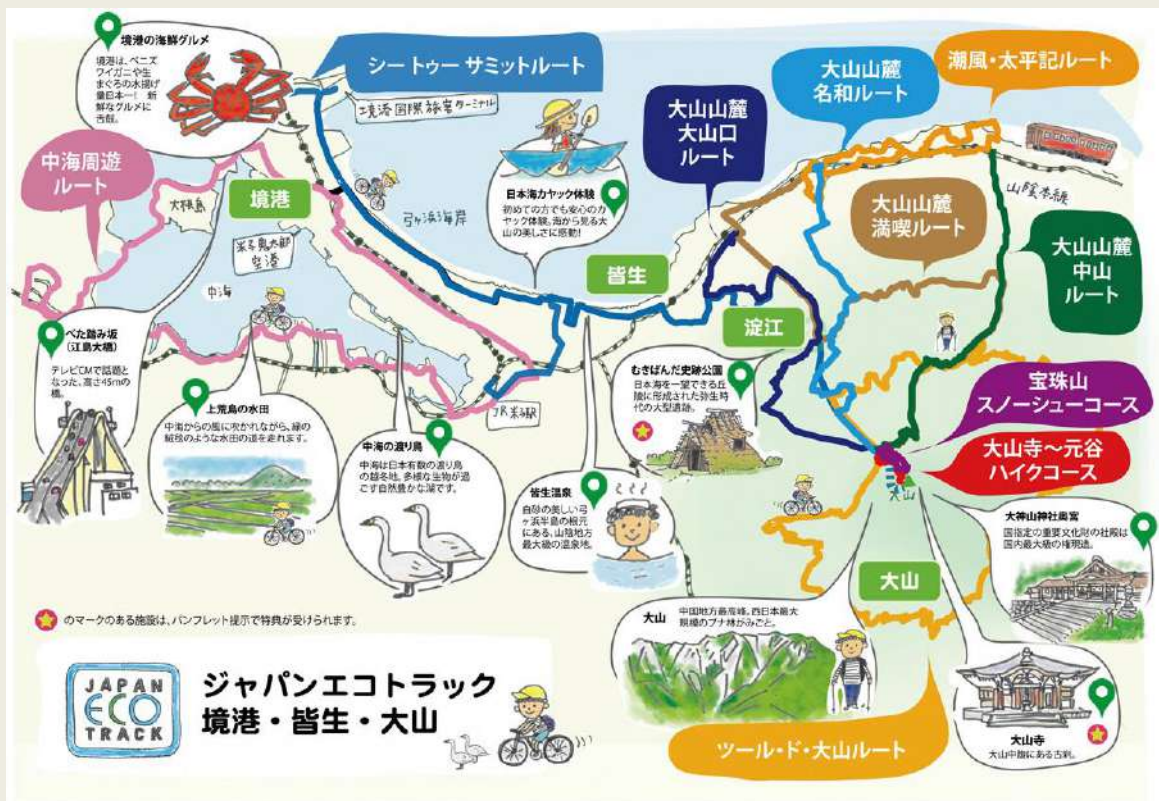 境港の海鮮グルメ
境港は、ベニズ
ワイガニや生
まぐろの水揚げ
量日本一！ 新
鮮なグルメに
舌鼓。
シー トゥー サミットルート
境港国際旅客ターミナル
中海周遊
ルート
大根島
境港
米子鬼太郎
空港
中海
弓ヶ浜海岸
日本海カヤック体験
初めての方でも安心のカ
ヤック体験。海から見る大
山の美しさに感動！
皆生
大山山麓
大山口
ルート
大山山麓
名和ルート
潮風・太平記ルート
山陰本線
大山山麓
満喫ルート
大山山麓
中山
ルート
淀江
宝珠山
スノーシューコース
大山寺～元谷
ハイクコース
べた踏み坂
（江島大橋）
テレビCMで話題と
なった、高さ45mの
橋。
上荒島の水田
中海からの風に吹かれながら、緑の
絨毯のような水田の道を走れます。
中海の渡り鳥
中海は日本有数の渡り鳥
の越冬地。多様な生物が過
ごす自然豊かな湖です。
JR米子駅
皆生温泉
白砂の美しい弓
ヶ浜半島の根元
にある、山陰地方
最大級の温泉地。
むきばんだ史跡公園
日本海を一望できる丘
陵に形成された弥生
時代の大型遺跡。
大山
大神山神社奥宮
国指定の重要文化財の社殿は
国内最大級の権現造。
大山
大山
中国地方最高峰。西日本最大
規模のブナ林がみごと。
大山寺
大山中腹にある古刹。
ツール・ド・大山ルート
のマークのある施設は、パンフレット提示で特典が受けられます。
JAPAN
ECO
TRACK
ジャパンエコトラック
境港・皆生・大山